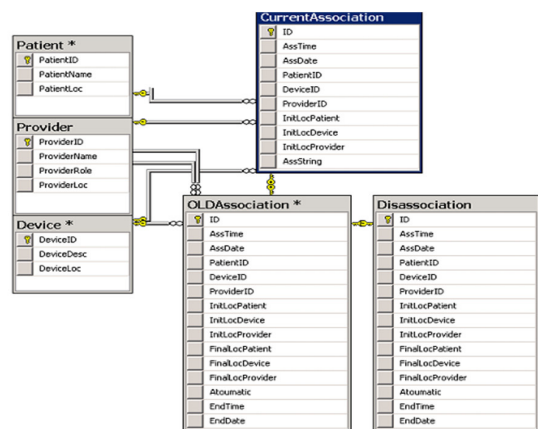 CurrentAssociation
ID
AssTime
AssDate
PatientID
DeviceID
ProviderID
InitLocPatient
InitLocDevice
InitLocProvider
AssString
Patient *
PatientID
PatientName
PatientLoc
Provider
ProviderID
ProviderName
ProviderRole
ProviderLoc
Device *
DeviceID
DeviceDesc
DeviceLoc
OLDAssociation *
ID
AssTime
AssDate
PatientID
DeviceID
ProviderID
InitLocPatient
InitLocDevice
InitLocProvider
FinalLocPatient
FinalLocDevice
FinalLocProvider
Atoumatic
EndTime
EndDate
Disassociation
ID
AssTime
AssDate
PatientID
DeviceID
ProviderID
InitLocPatient
InitLocDevice
InitLocProvider
FinalLocPatient
FinalLocDevice
FinalLocProvider
Atoumatic
EndTime
EndDate